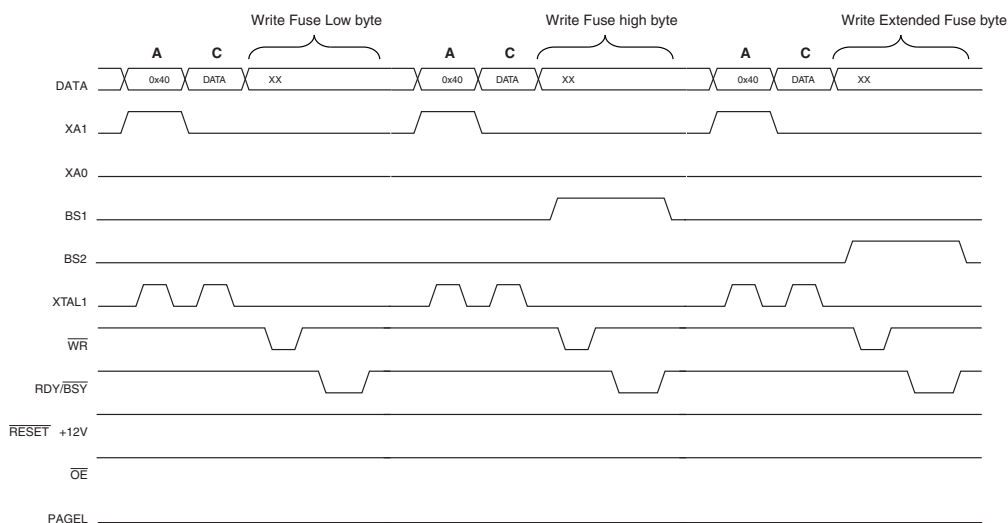 Write Fuse Low byte Write Fuse high byte Write Extended Fuse byte
A C A C A C
DATA 0x40 DATA XX 0x40 DATA XX 0x40 DATA XX
XA1
XA0
BS1
BS2
XTAL1
WR
RDY/BSY
RESET +12V
OE
PAGEL